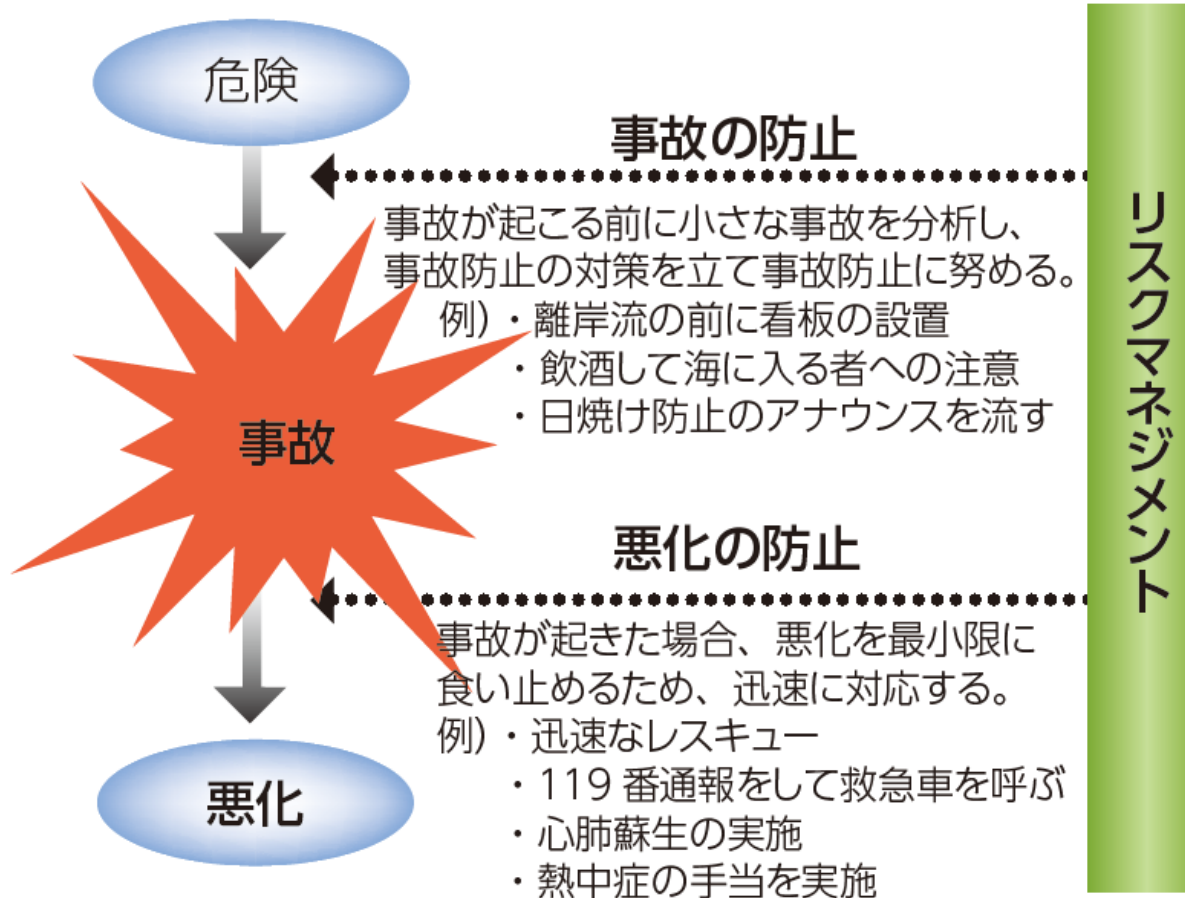 危険
事故の防止
事故が起こる前に小さな事故を分析し、
事故防止の対策を立て事故防止に努める。
例)・離岸流の前に看板の設置
・飲酒して海に入る者への注意
・日焼け防止のアナウンスを流す
事故
悪化の防止
事故が起きた場合、悪化を最小限に
食い止めるため、迅速に対応する。
例)・迅速なレスキュー
・119 番通報をして救急車を呼ぶ
・心肺蘇生の実施
・熱中症の手当を実施
悪化
リスクマネジメント